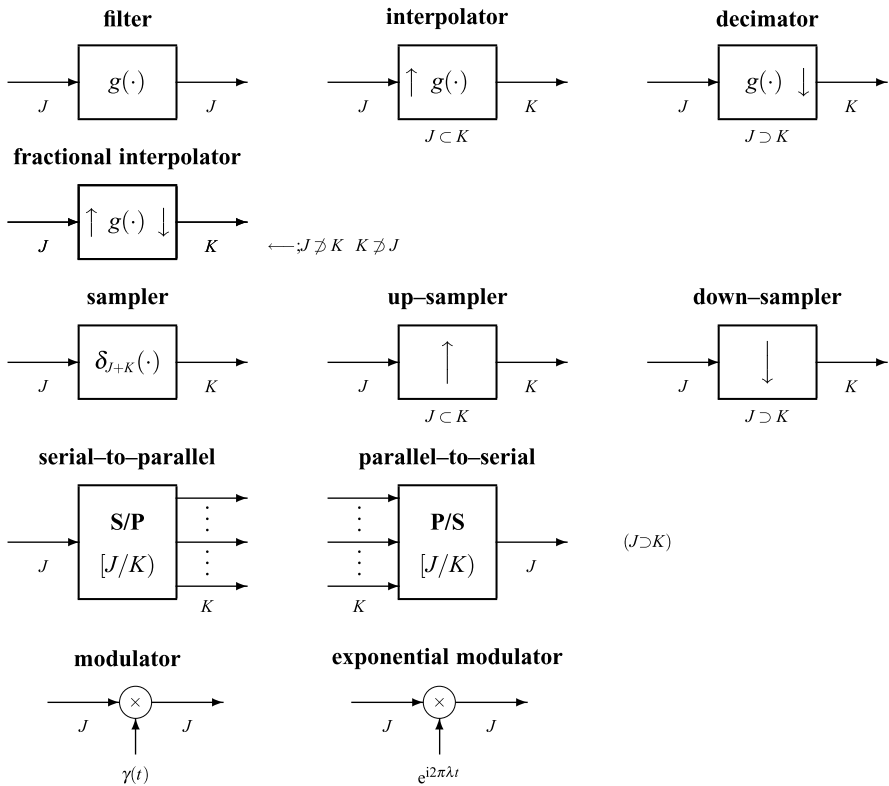 filter interpolator decimator
g(·) ↑ g(·) g(·) ↓
J J J K J K
J ⊂ K J ⊃ K
fractional interpolator
↑ g(·) ↓
J K ←—;J ⊅ K K ⊅ J
sampler up–sampler down–sampler
δ_{J+K}(·) ↑ ↓
J K J K J K
J ⊂ K J ⊃ K
serial–to–parallel parallel–to–serial
S/P P/S
[J/K) [J/K) (J⊃K)
J K K J
modulator exponential modulator
× ×
J J J J
γ(t) e^{i2πλt}